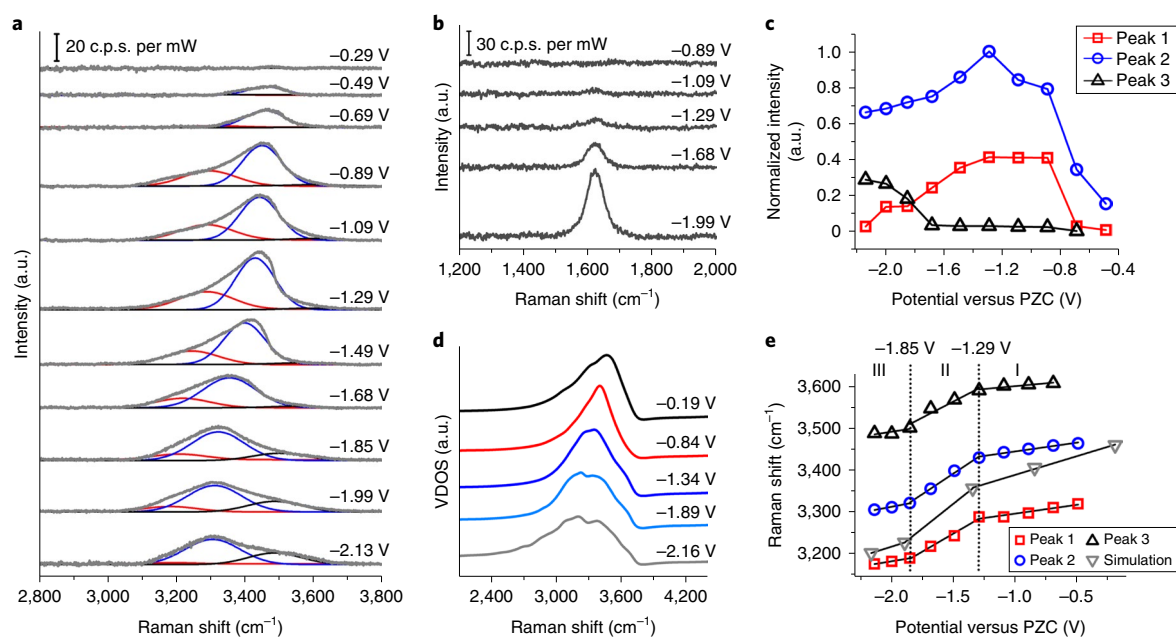 a
20 c.p.s. per mW
–0.29 V
–0.49 V
–0.69 V
–0.89 V
–1.09 V
–1.29 V
–1.49 V
–1.68 V
–1.85 V
–1.99 V
–2.13 V
Intensity (a.u.)
2,800 3,000 3,200 3,400 3,600 3,800
Raman shift (cm⁻¹)
b
30 c.p.s. per mW
–0.89 V
–1.09 V
–1.29 V
–1.68 V
–1.99 V
Intensity (a.u.)
1,200 1,400 1,600 1,800 2,000
Raman shift (cm⁻¹)
c
Peak 1
Peak 2
Peak 3
Normalized intensity
(a.u.)
1.0
0.8
0.6
0.4
0.2
0
–2.0 –1.6 –1.2 –0.8 –0.4
Potential versus PZC (V)
d
–0.19 V
–0.84 V
–1.34 V
–1.89 V
–2.16 V
VDOS (a.u.)
2,400 3,000 3,600 4,200
Raman shift (cm⁻¹)
e
–1.85 V –1.29 V
III II I
Raman shift (cm⁻¹)
3,600
3,500
3,400
3,300
3,200
Peak 1 Peak 3
Peak 2 Simulation
–2.0 –1.5 –1.0 –0.5
Potential versus PZC (V)